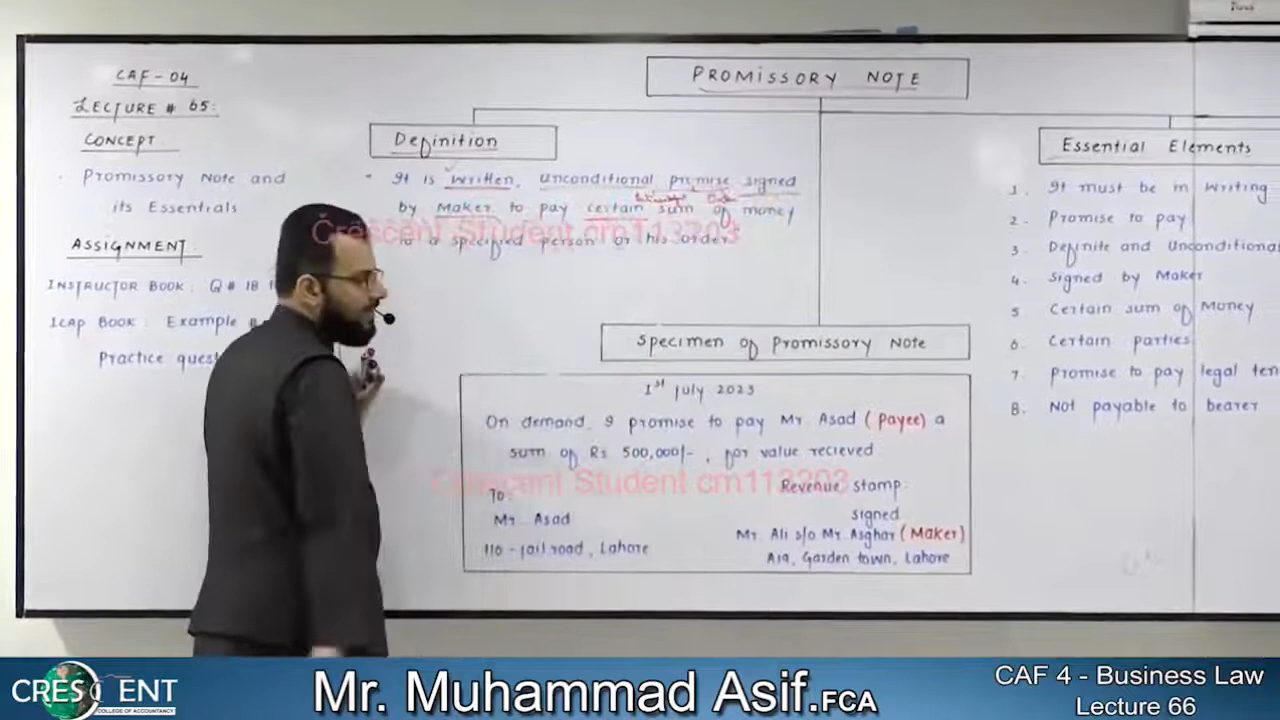 CAF-04
LECTURE # 65:
CONCEPT
Promissory Note and
its Essentials
ASSIGNMENT
INSTRUCTOR BOOK: Q # 18
ICAP BOOK: Example #
Practice quest
PROMISSORY NOTE
Definition
It is written, unconditional promise signed
by Maker to pay certain sum of money
to a specified person or his order
Crescent Student cm113203
Specimen of Promissory Note
1st July 2023
On demand, I promise to pay Mr. Asad (Payee) a
sum of Rs 500,000/-, for value recieved
Crescent Student cm113203
To:
Mr. Asad
110-jail road, Lahore
Revenue stamp:
signed
Mr. Ali s/o Mr. Asghar (Maker)
A19, Garden town, Lahore
Essential Elements
1. It must be in writing
2. Promise to pay
3. Definite and Unconditional
4. Signed by Maker
5. Certain sum of Money
6. Certain parties
7. Promise to pay legal ten
8. Not payable to bearer
CRESCENT
COLLEGE OF ACCOUNTANCY
Mr. Muhammad Asif.FCA
CAF 4 - Business Law
Lecture 66